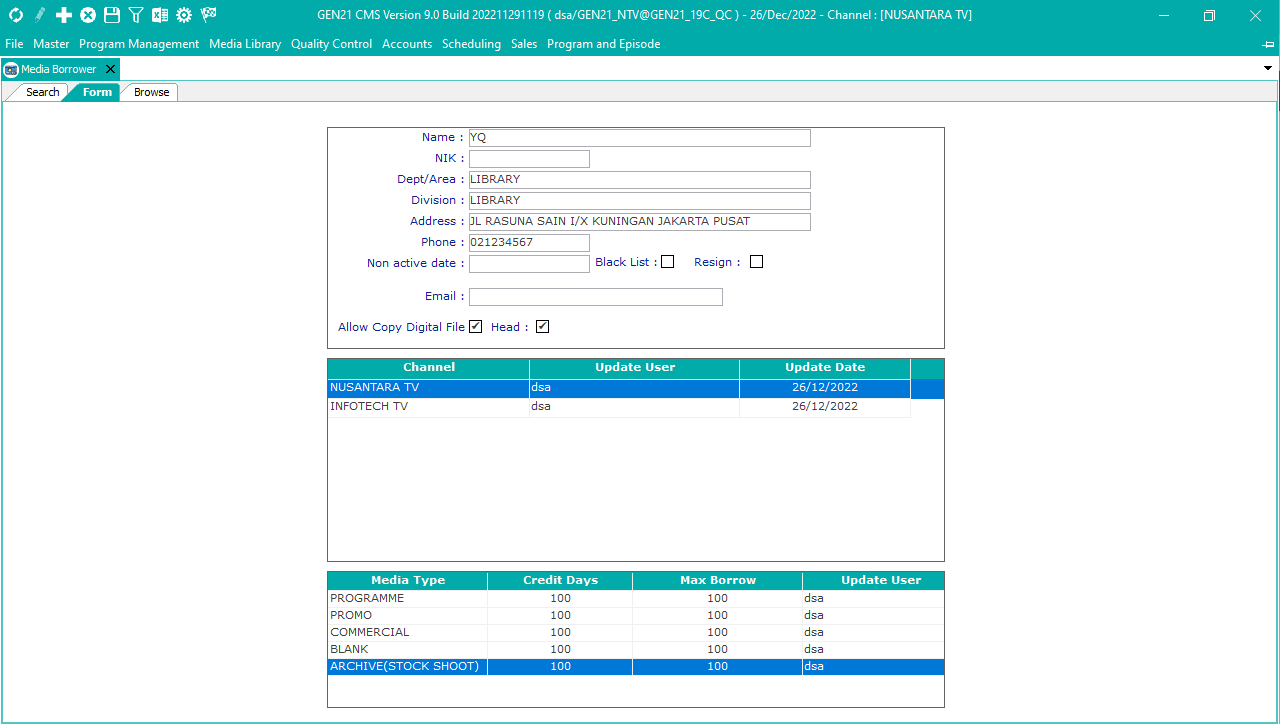 GEN21 CMS Version 9.0 Build 202211291119 ( dsa/GEN21_NTV@GEN21_19C_QC ) - 26/Dec/2022 - Channel : [NUSANTARA TV]
File Master Program Management Media Library Quality Control Accounts Scheduling Sales Program and Episode
Media Borrower
Search Form Browse
Name : YQ
NIK :
Dept/Area : LIBRARY
Division : LIBRARY
Address : JL RASUNA SAIN I/X KUNINGAN JAKARTA PUSAT
Phone : 021234567
Non active date : Black List : Resign :
Email :
Allow Copy Digital File Head :
Channel Update User Update Date
NUSANTARA TV dsa 26/12/2022
INFOTECH TV dsa 26/12/2022
Media Type Credit Days Max Borrow Update User
PROGRAMME 100 100 dsa
PROMO 100 100 dsa
COMMERCIAL 100 100 dsa
BLANK 100 100 dsa
ARCHIVE(STOCK SHOOT) 100 100 dsa